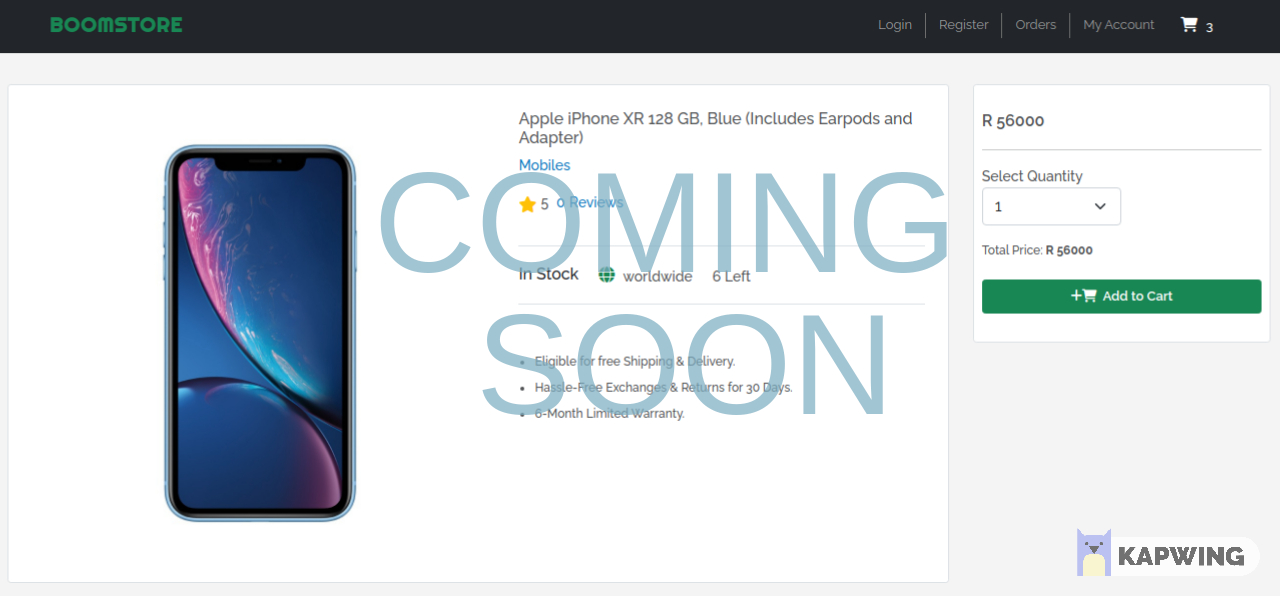 BOOMSTORE
Login Register Orders My Account 3
Apple iPhone XR 128 GB, Blue (Includes Earpods and
Adapter)
Mobiles
5 0 Reviews
In Stock worldwide 6 Left
Eligible for free Shipping & Delivery.
Hassle-Free Exchanges & Returns for 30 Days.
6-Month Limited Warranty.
COMING
SOON
R 56000
Select Quantity
1
Total Price: R 56000
Add to Cart
KAPWING